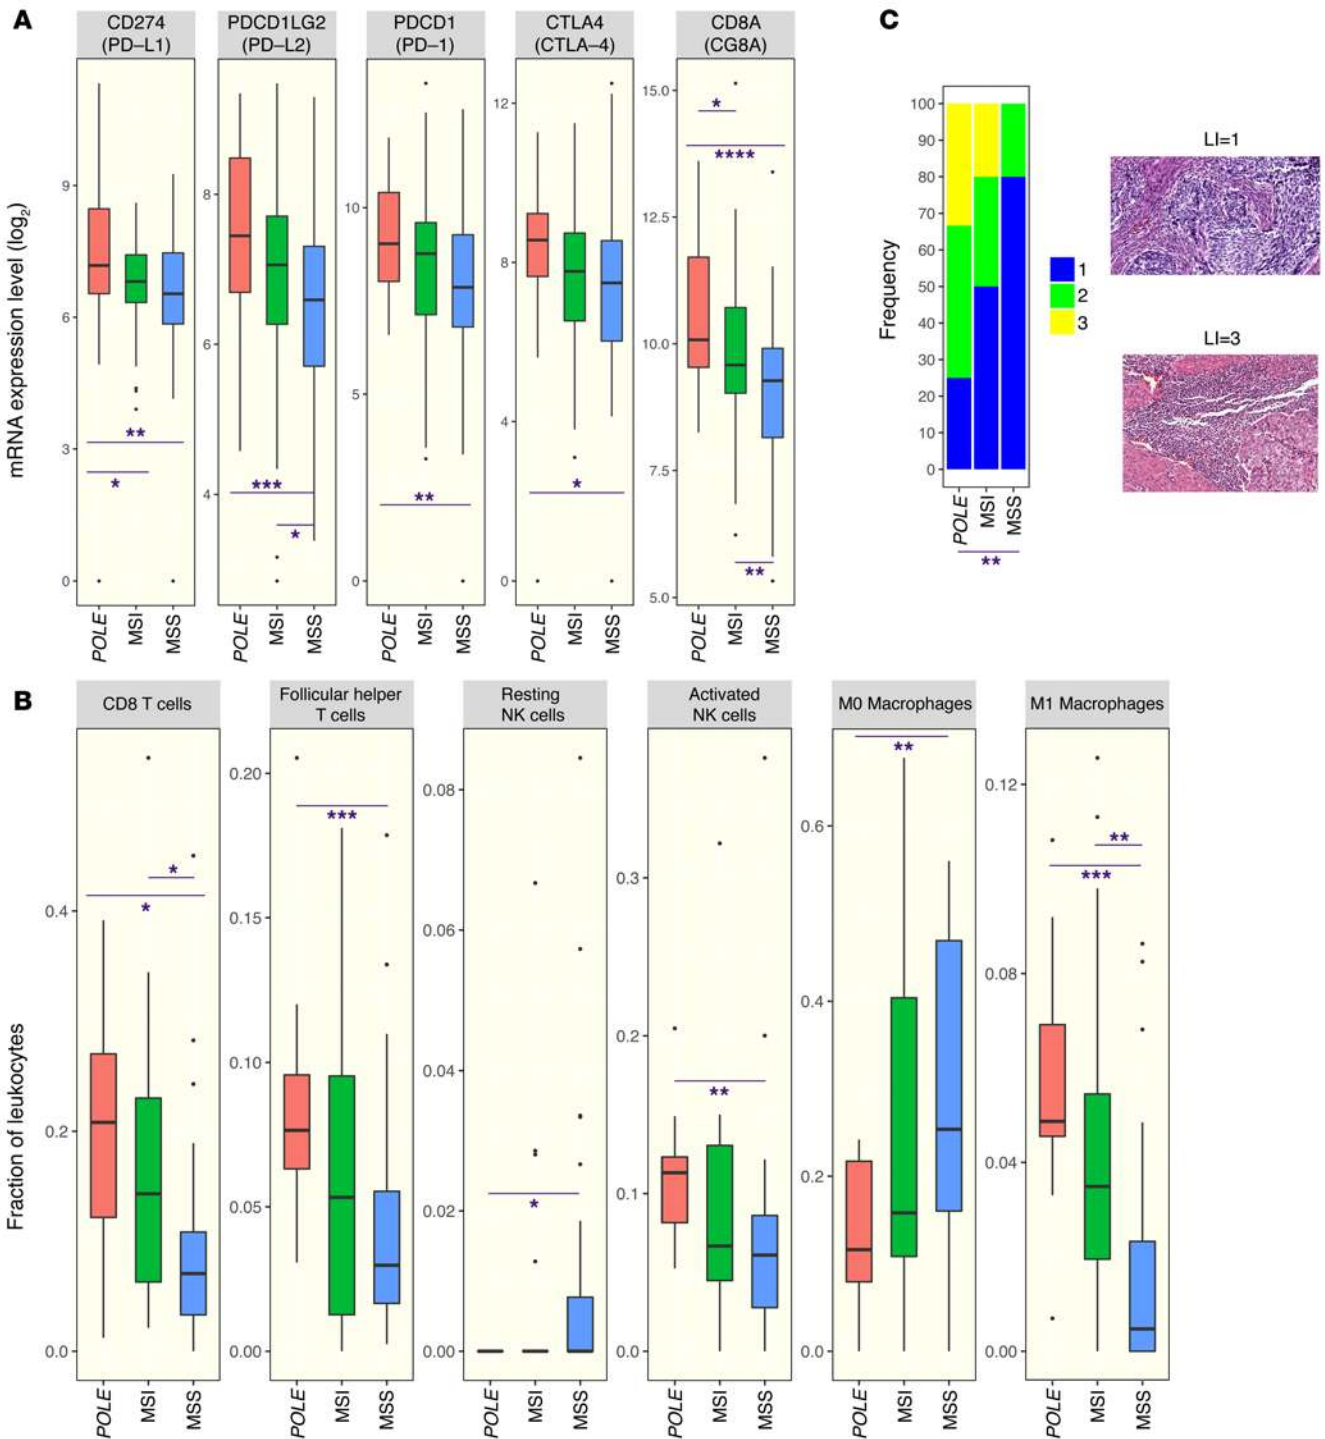 A
CD274
(PD–L1)
PDCD1LG2
(PD–L2)
PDCD1
(PD–1)
CTLA4
(CTLA–4)
CD8A
(CG8A)
mRNA expression level (log2)
9
6
3
0
**
*
POLE
MSI
MSS
8
6
4
***
*
POLE
MSI
MSS
10
5
0
**
POLE
MSI
MSS
12
8
4
0
*
POLE
MSI
MSS
15.0
12.5
10.0
7.5
5.0
*
****
**
POLE
MSI
MSS
C
Frequency
100
90
80
70
60
50
40
30
20
10
0
POLE
MSI
MSS
**
1
2
3
LI=1
LI=3
B
CD8 T cells
Follicular helper
T cells
Resting
NK cells
Activated
NK cells
M0 Macrophages
M1 Macrophages
Fraction of leukocytes
0.4
0.2
0.0
*
*
POLE
MSI
MSS
0.20
0.15
0.10
0.05
0.00
***
POLE
MSI
MSS
0.08
0.06
0.04
0.02
0.00
*
POLE
MSI
MSS
0.3
0.2
0.1
0.0
**
POLE
MSI
MSS
0.6
0.4
0.2
0.0
**
POLE
MSI
MSS
0.12
0.08
0.04
0.00
**
***
POLE
MSI
MSS